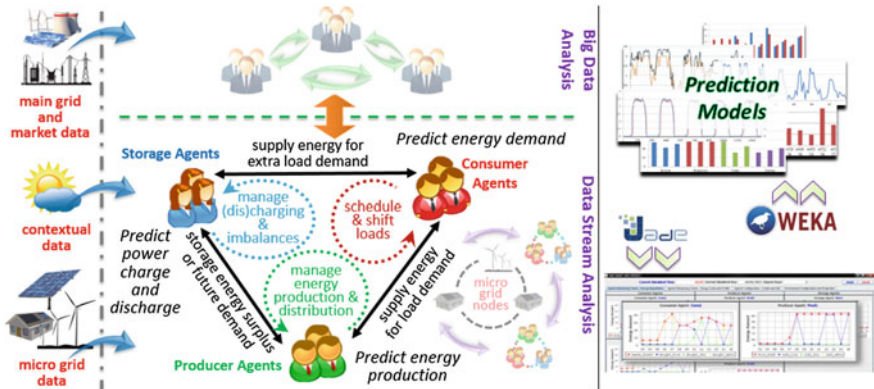 main grid
and
market data
contextual
data
micro grid
data
Big Data
Analysis
Data Stream Analysis
supply energy for
extra load demand
Predict energy demand
Storage Agents
Consumer
Agents
manage
(dis)charging
& imbalances
schedule
& shift
loads
Predict
power
charge
and
discharge
storage energy surplus
or future demand
manage
energy
production &
distribution
supply energy
for load demand
micro
grid
nodes
Producer Agents
Predict energy
production
Prediction
Models
Jade
WEKA